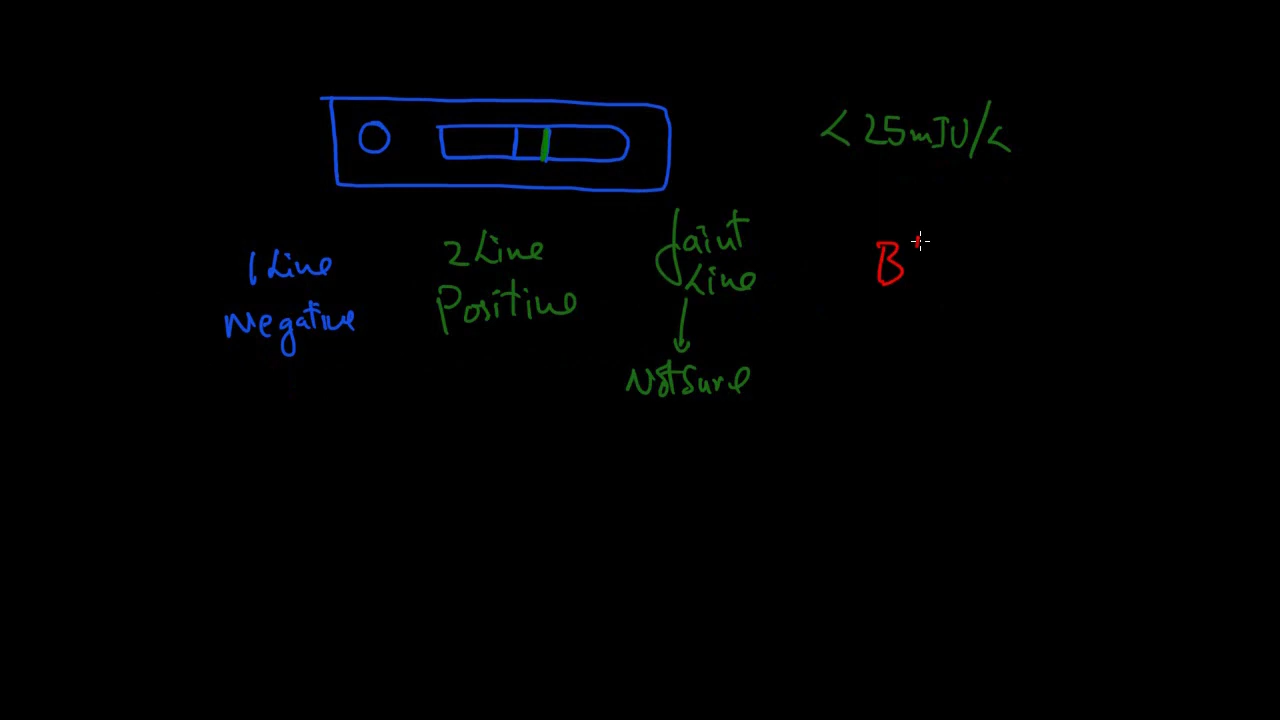 < 25mIU/L
1 Line
Negative
2 Line
Positive
faint
Line
Not Sure
B